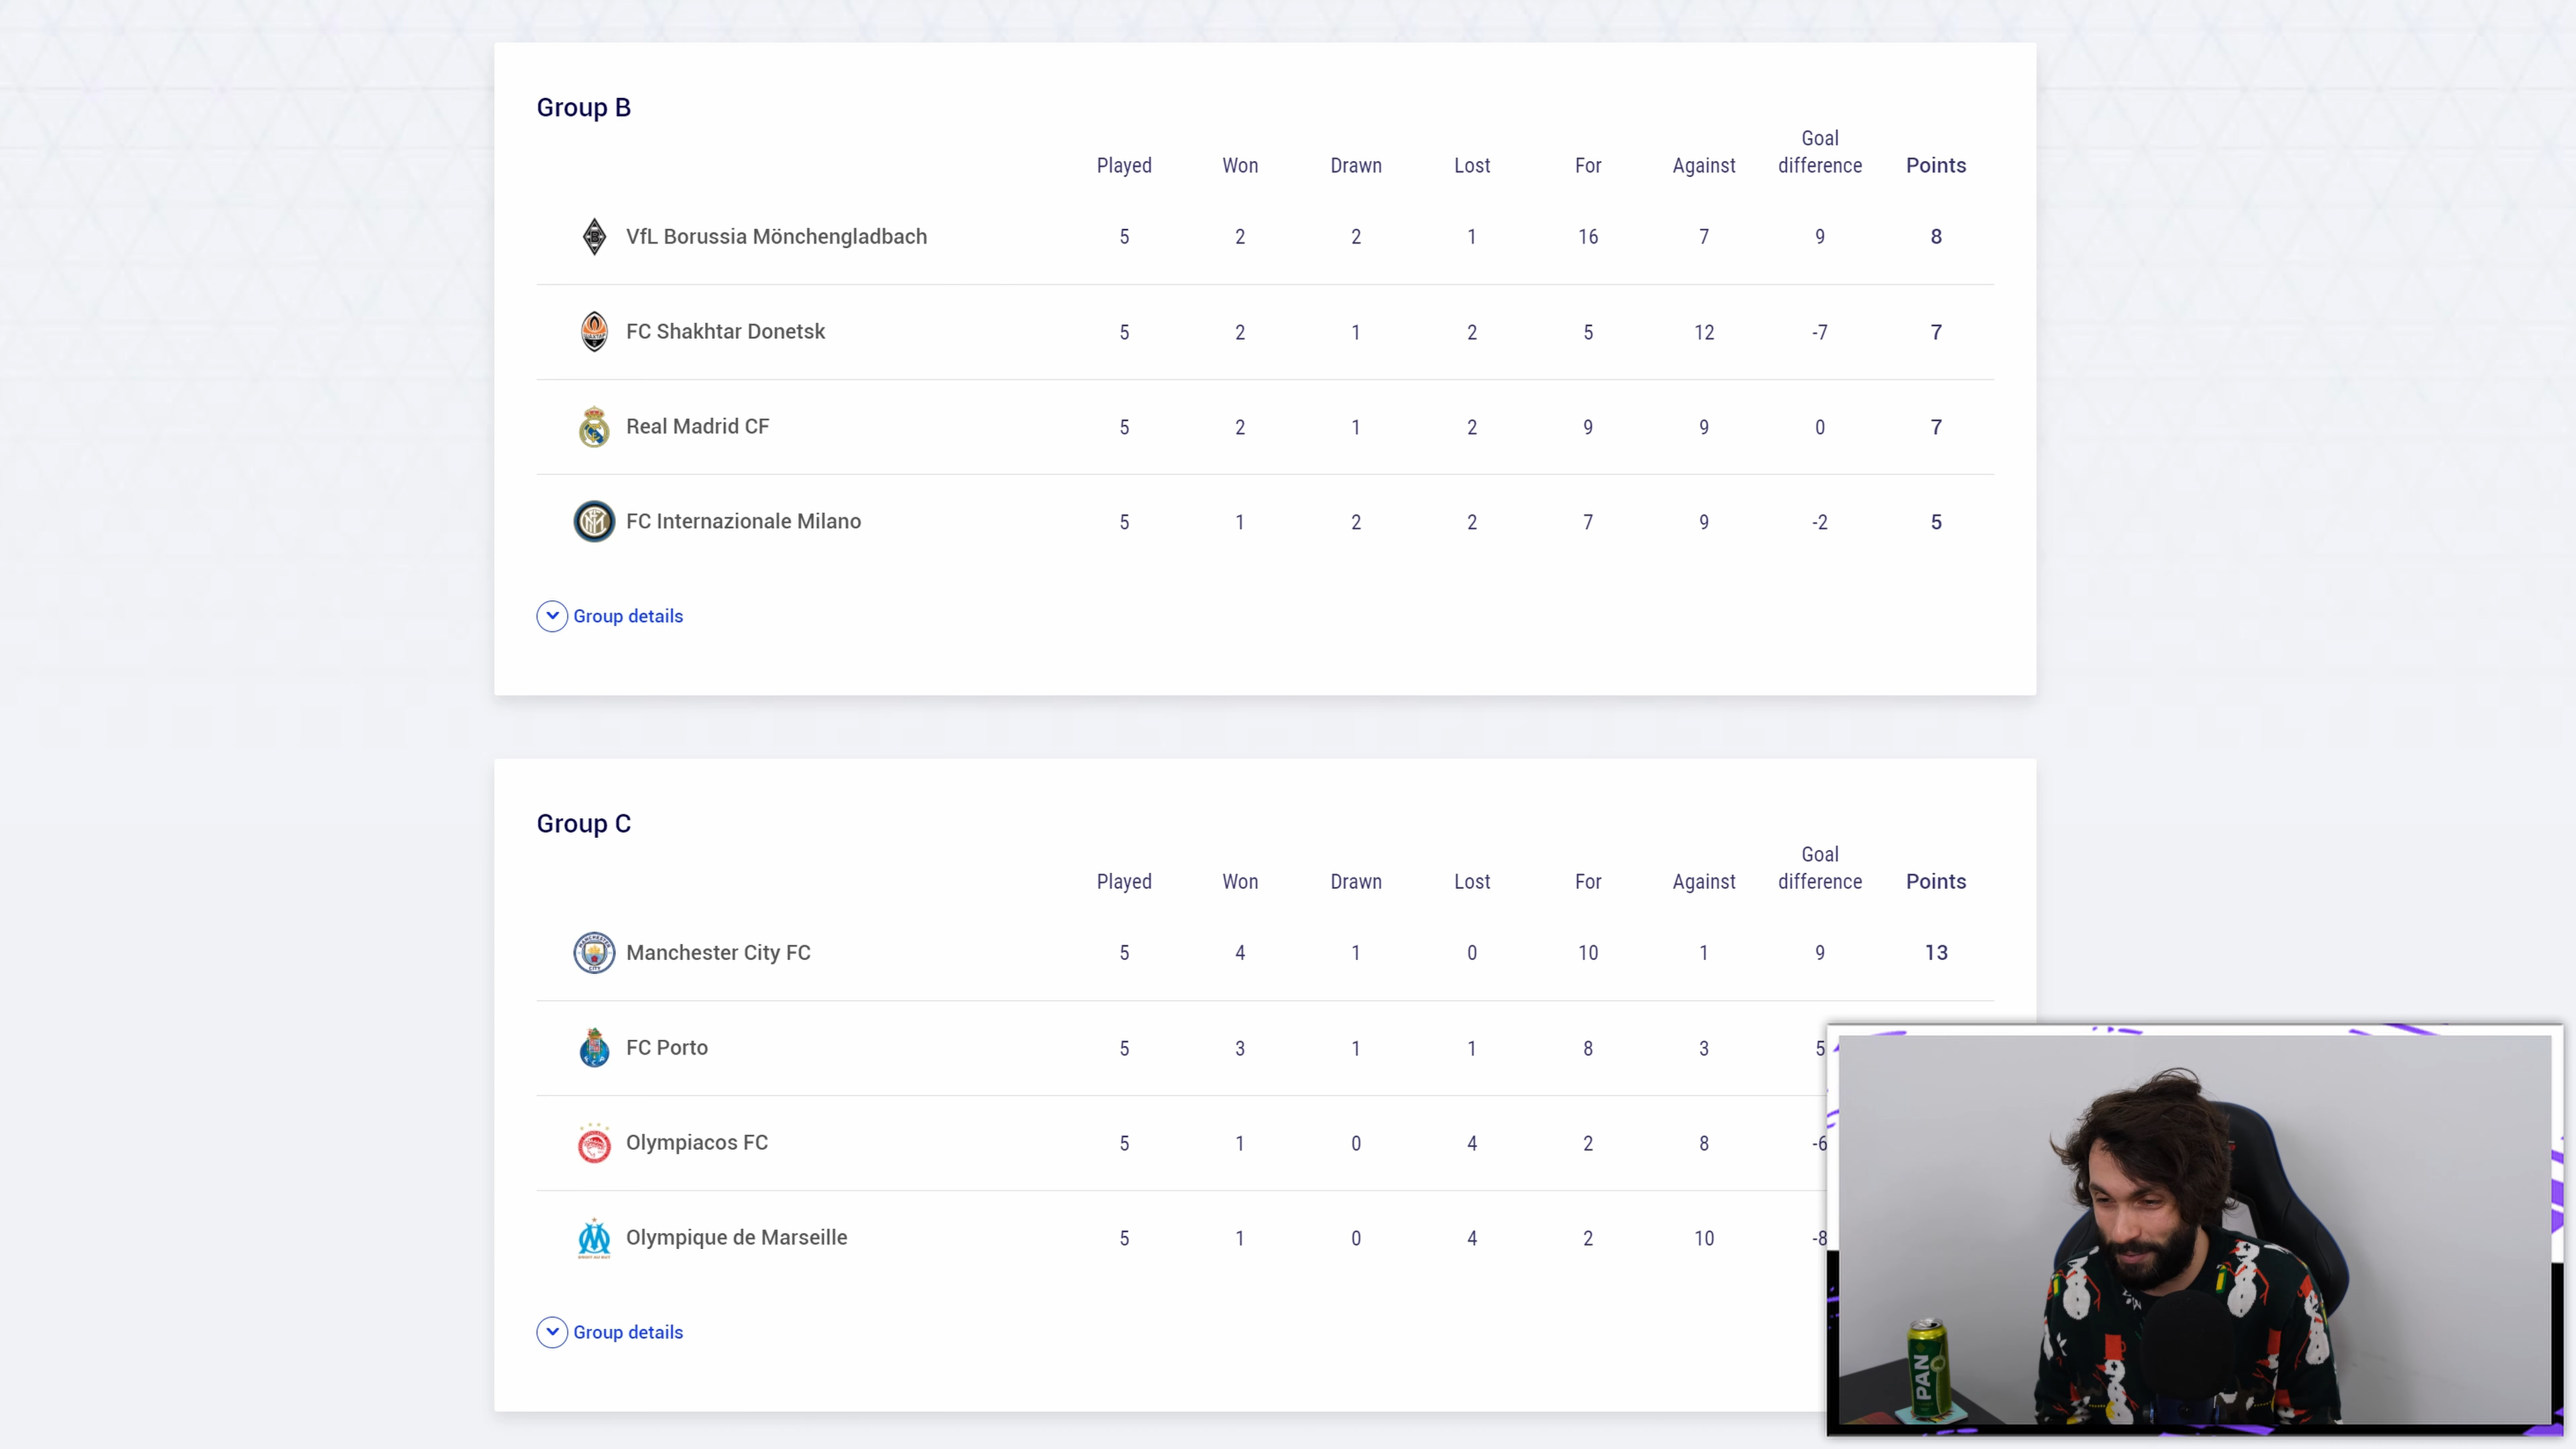 Group B
Played Won Drawn Lost For Against Goal difference Points
VfL Borussia Mönchengladbach 5 2 2 1 16 7 9 8
FC Shakhtar Donetsk 5 2 1 2 5 12 -7 7
Real Madrid CF 5 2 1 2 9 9 0 7
FC Internazionale Milano 5 1 2 2 7 9 -2 5
Group details
Group C
Played Won Drawn Lost For Against Goal difference Points
Manchester City FC 5 4 1 0 10 1 9 13
FC Porto 5 3 1 1 8 3 5
Olympiacos FC 5 1 0 4 2 8 -6
Olympique de Marseille 5 1 0 4 2 10 -8
Group details
PAN